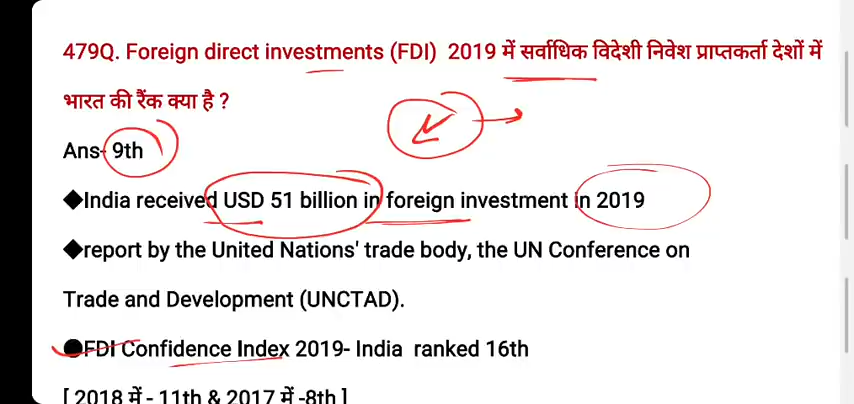 479Q. Foreign direct investments (FDI) 2019 में सर्वाधिक विदेशी निवेश प्राप्तकर्ता देशों में
भारत की रैंक क्या है ?
Ans- 9th
◆India received USD 51 billion in foreign investment in 2019
◆report by the United Nations' trade body, the UN Conference on
Trade and Development (UNCTAD).
●FDI Confidence Index 2019- India ranked 16th
[ 2018 में - 11th & 2017 में -8th ]